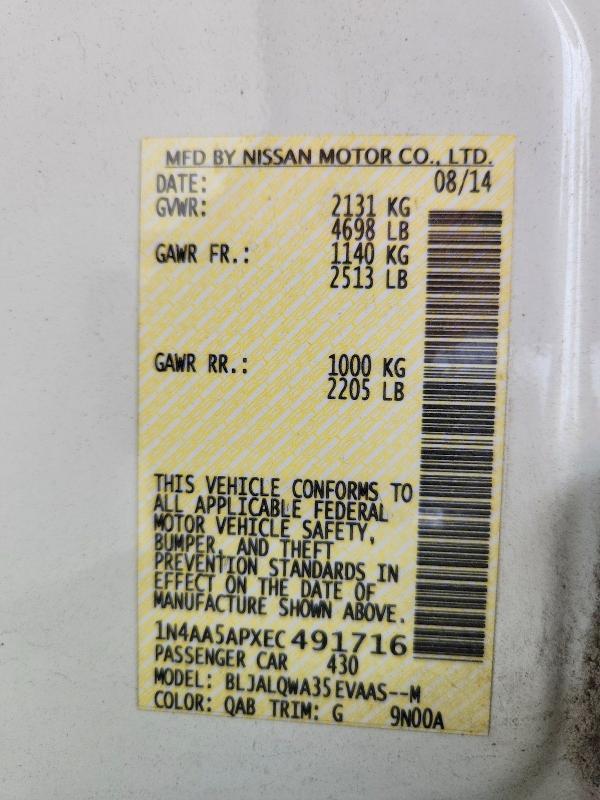 MFD BY NISSAN MOTOR CO., LTD.
DATE: 08/14
GVWR: 2131 KG
4698 LB
GAWR FR.: 1140 KG
2513 LB
GAWR RR.: 1000 KG
2205 LB
THIS VEHICLE CONFORMS TO
ALL APPLICABLE FEDERAL
MOTOR VEHICLE SAFETY,
BUMPER, AND THEFT
PREVENTION STANDARDS IN
EFFECT ON THE DATE OF
MANUFACTURE SHOWN ABOVE.
1N4AA5APXEC491716
PASSENGER CAR 430
MODEL: BLJALQWA35EVAAS--M
COLOR: QAB TRIM: G 9N00A